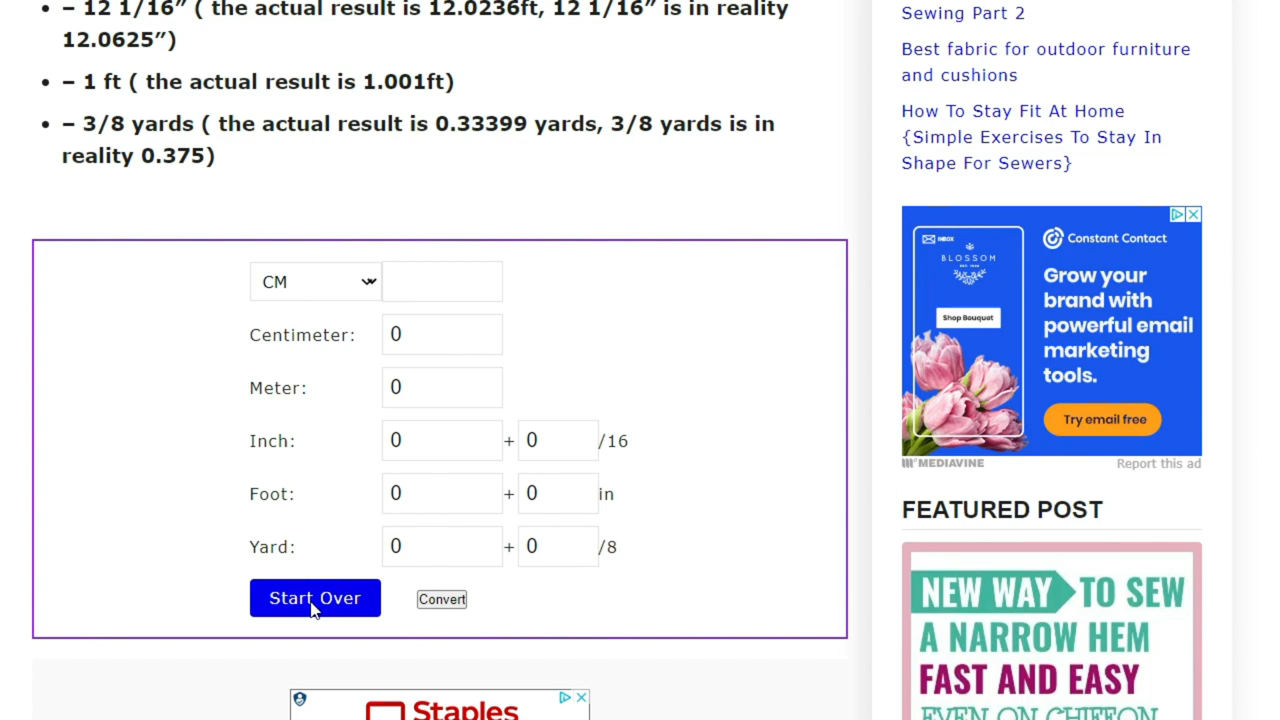 – 12 1/16” ( the actual result is 12.0236ft, 12 1/16” is in reality
12.0625”)
– 1 ft ( the actual result is 1.001ft)
– 3/8 yards ( the actual result is 0.33399 yards, 3/8 yards is in
reality 0.375)
CM
Centimeter: 0
Meter: 0
Inch: 0 + 0 /16
Foot: 0 + 0 in
Yard: 0 + 0 /8
Start Over Convert
Staples
Sewing Part 2
Best fabric for outdoor furniture
and cushions
How To Stay Fit At Home
{Simple Exercises To Stay In
Shape For Sewers}
INBOX
BLOSSOM
Shop Bouquet
Constant Contact
Grow your
brand with
powerful email
marketing
tools.
Try email free
MEDIAVINE
Report this ad
FEATURED POST
NEW WAY TO SEW
A NARROW HEM
FAST AND EASY
EVEN ON CHIFFON